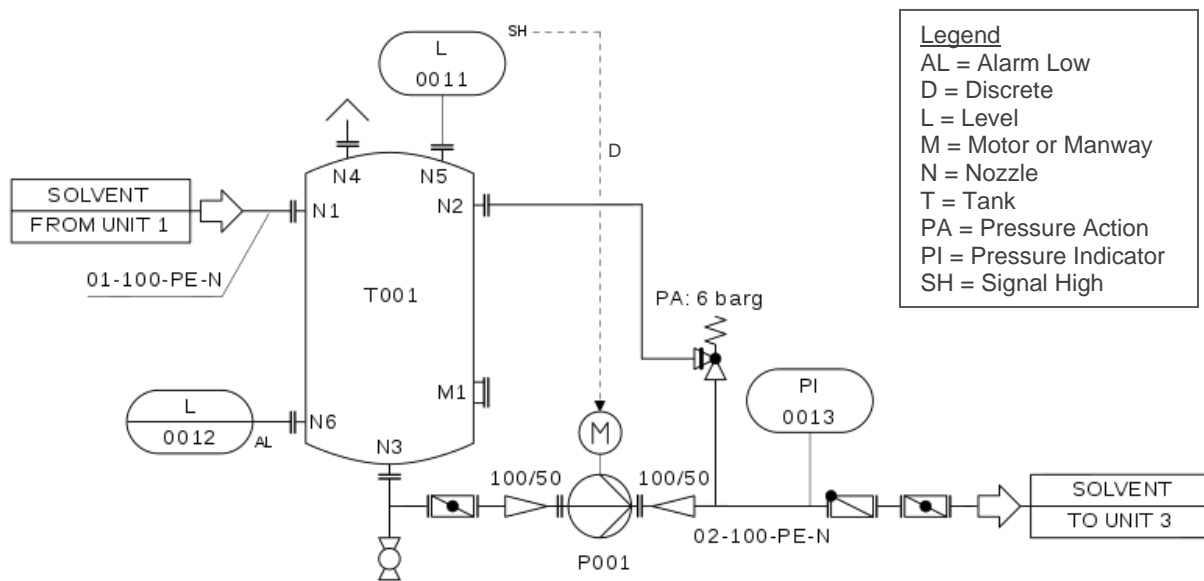 L
0011
SH
D
N4
N5
SOLVENT
FROM UNIT 1
N1
N2
01-100-PE-N
T001
PA: 6 barg
M1
L
0012
AL
N6
N3
M
PI
0013
100/50
100/50
P001
02-100-PE-N
SOLVENT
TO UNIT 3
Legend
AL = Alarm Low
D = Discrete
L = Level
M = Motor or Manway
N = Nozzle
T = Tank
PA = Pressure Action
PI = Pressure Indicator
SH = Signal High